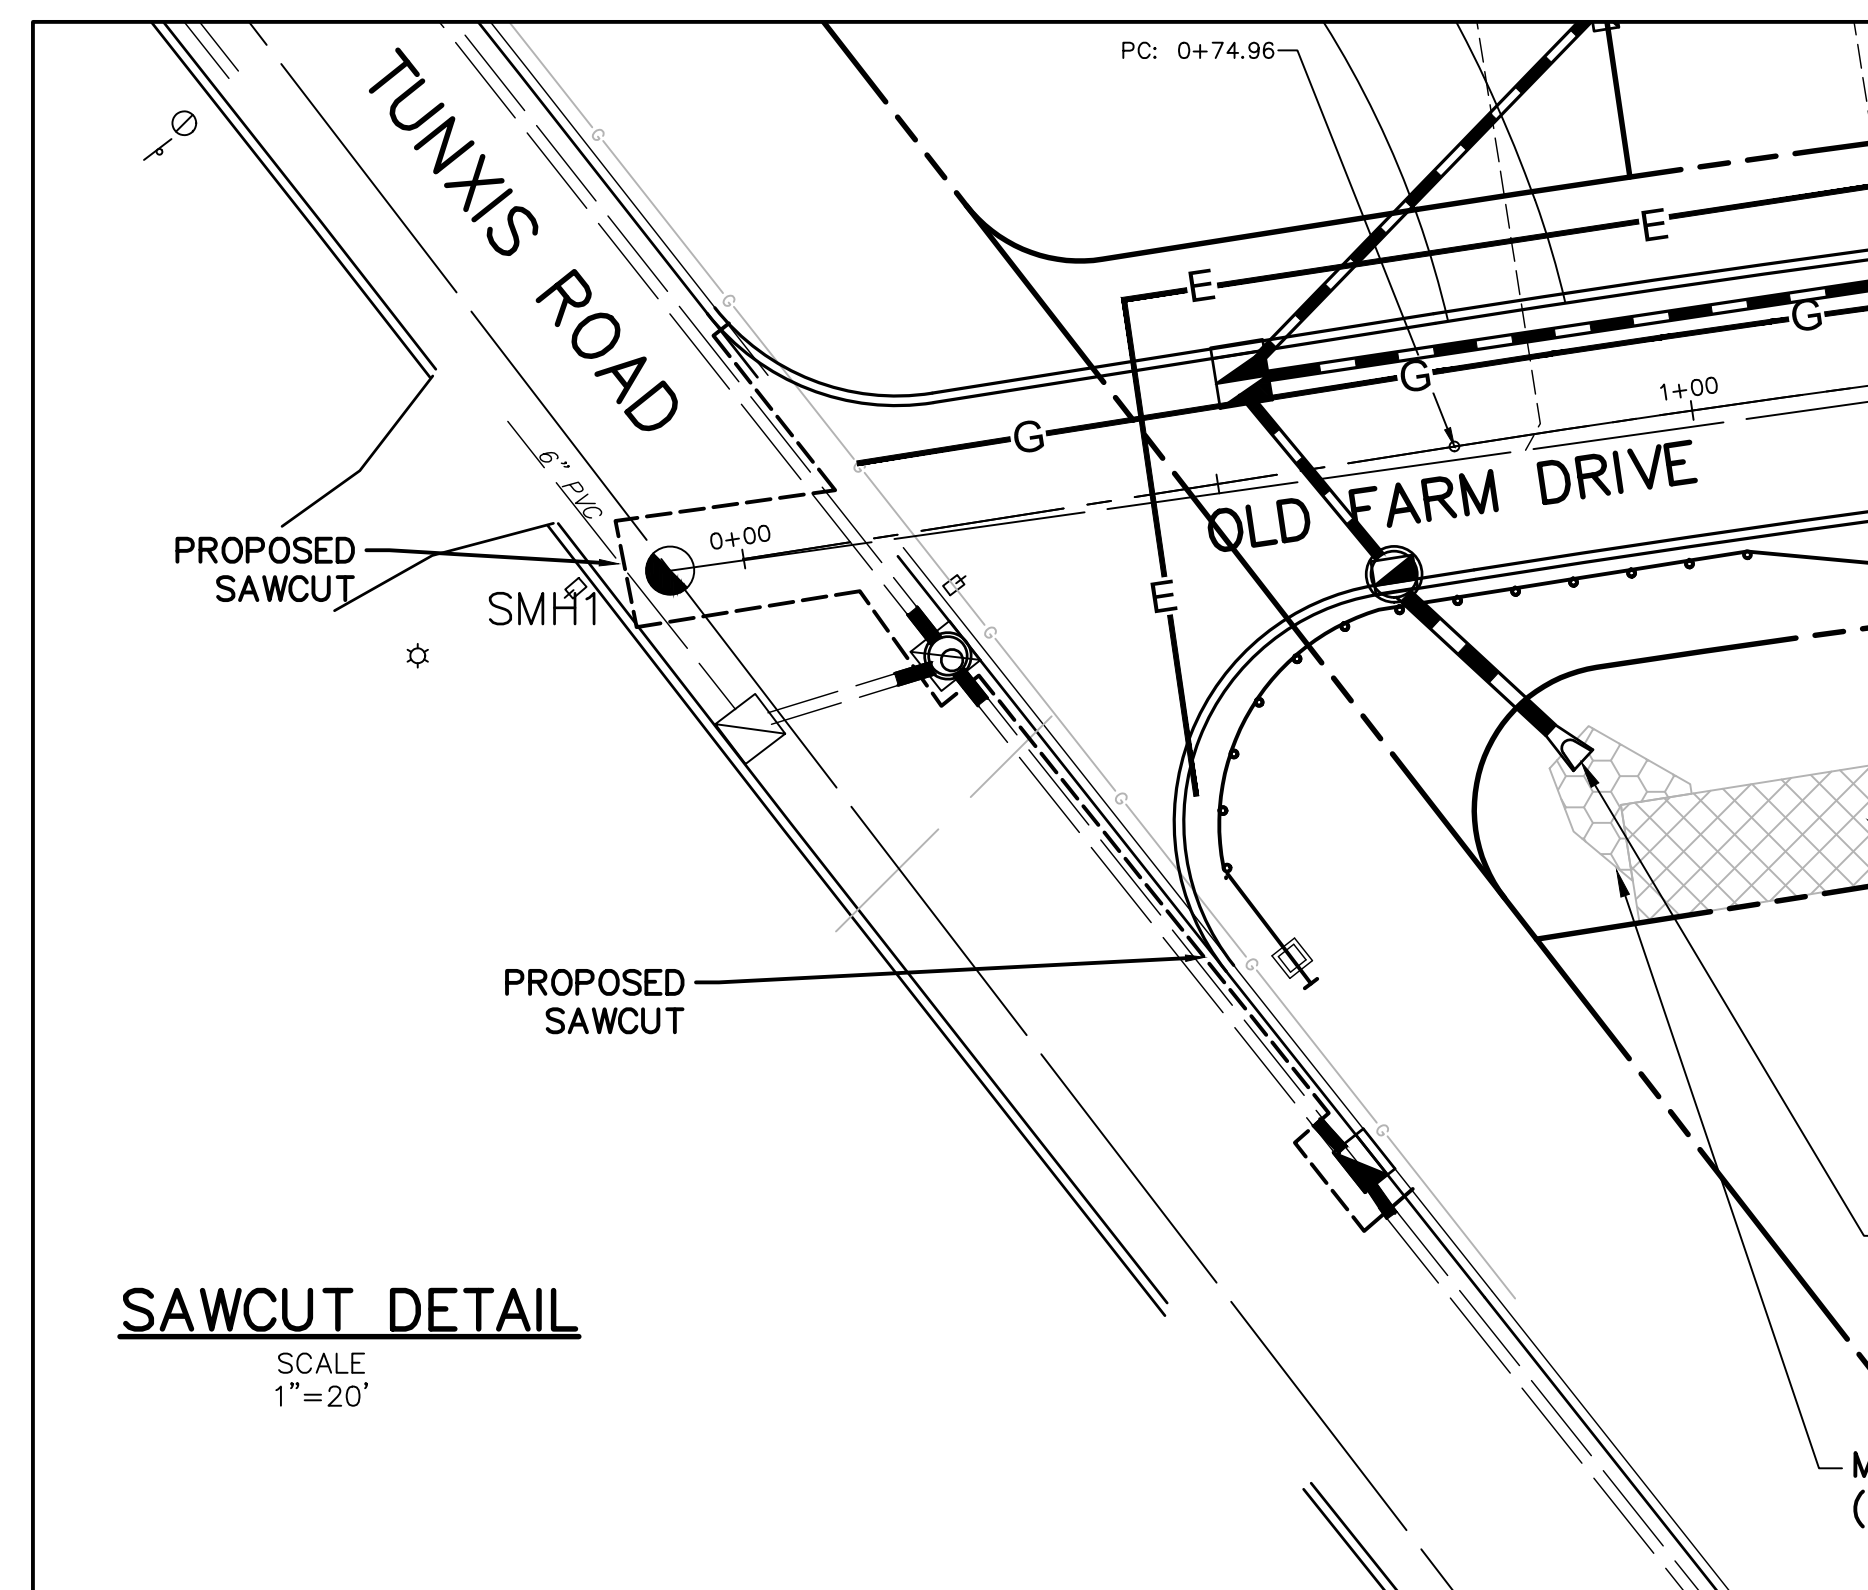 PC: 0+74.96
TUNXIS ROAD
G
G
E
E
G
G
G
G
1+00
OLD FARM DRIVE
6" PVC
0+00
PROPOSED
SAWCUT
SMH1
E
G
G
G
PROPOSED
SAWCUT
G
SAWCUT DETAIL
SCALE
1"=20'
M
(